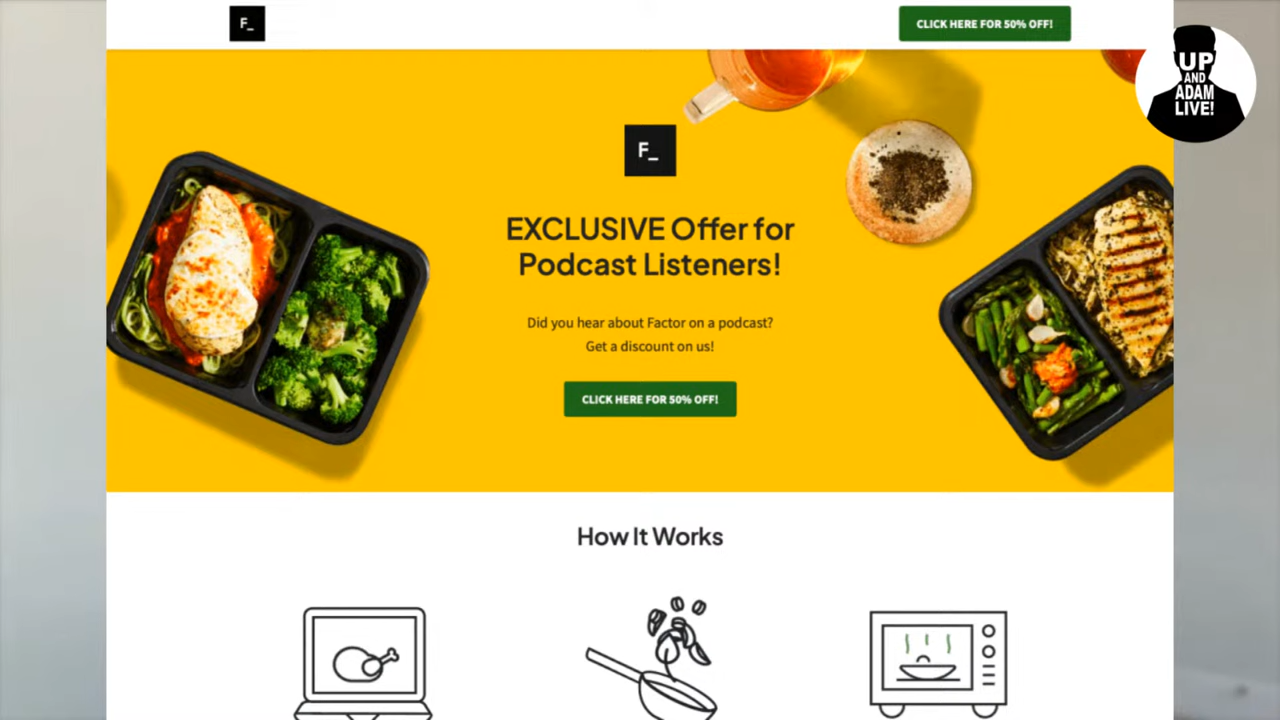 F_
CLICK HERE FOR 50% OFF!
UP
AND
ADAM
LIVE!
F_
EXCLUSIVE Offer for
Podcast Listeners!
Did you hear about Factor on a podcast?
Get a discount on us!
CLICK HERE FOR 50% OFF!
How It Works